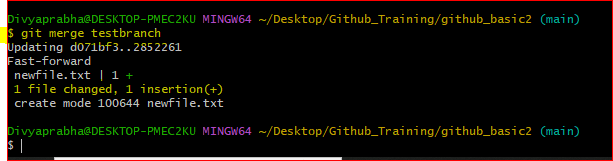 Divyaprabha@DESKTOP-PMEC2KU MINGW64 ~/Desktop/Github_Training/github_basic2 (main)
$ git merge testbranch
Updating d071bf3..2852261
Fast-forward
 newfile.txt | 1 +
 1 file changed, 1 insertion(+)
 create mode 100644 newfile.txt
Divyaprabha@DESKTOP-PMEC2KU MINGW64 ~/Desktop/Github_Training/github_basic2 (main)
$